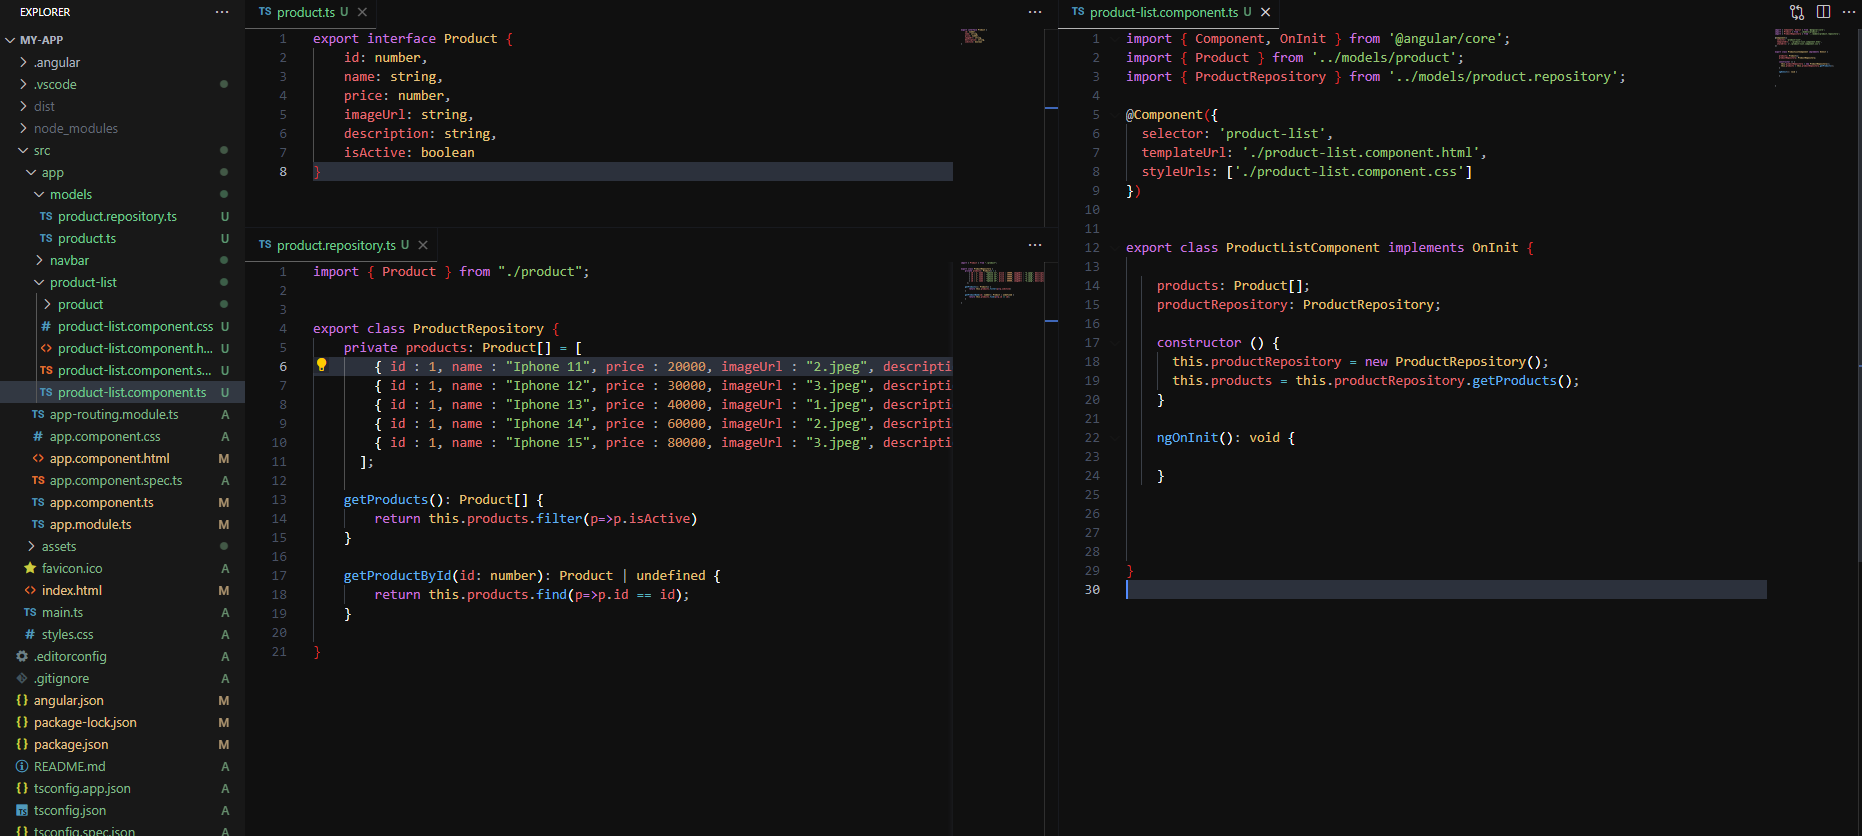 EXPLORER
MY-APP
.angular
.vscode
dist
node_modules
src
app
models
TS product.repository.ts U
TS product.ts U
navbar
product-list
product
# product-list.component.css U
<> product-list.component.h... U
TS product-list.component.s... U
TS product-list.component.ts U
TS app-routing.module.ts A
# app.component.css A
<> app.component.html M
TS app.component.spec.ts A
TS app.component.ts M
TS app.module.ts M
assets
favicon.ico A
<> index.html M
TS main.ts A
# styles.css A
.editorconfig A
.gitignore A
{} angular.json M
{} package-lock.json M
{} package.json M
README.md A
{} tsconfig.app.json A
TS tsconfig.json A
{} tsconfig.spec.json A
TS product.ts U
1 export interface Product {
2 id: number,
3 name: string,
4 price: number,
5 imageUrl: string,
6 description: string,
7 isActive: boolean
8 }
TS product.repository.ts U
1 import { Product } from "./product";
2
3
4 export class ProductRepository {
5 private products: Product[] = [
6 { id : 1, name : "Iphone 11", price : 20000, imageUrl : "2.jpeg", descripti
7 { id : 1, name : "Iphone 12", price : 30000, imageUrl : "3.jpeg", descripti
8 { id : 1, name : "Iphone 13", price : 40000, imageUrl : "1.jpeg", descripti
9 { id : 1, name : "Iphone 14", price : 60000, imageUrl : "2.jpeg", descripti
10 { id : 1, name : "Iphone 15", price : 80000, imageUrl : "3.jpeg", descripti
11 ];
12
13 getProducts(): Product[] {
14 return this.products.filter(p=>p.isActive)
15 }
16
17 getProductById(id: number): Product | undefined {
18 return this.products.find(p=>p.id == id);
19 }
20
21 }
TS product-list.component.ts U
1 import { Component, OnInit } from '@angular/core';
2 import { Product } from '../models/product';
3 import { ProductRepository } from '../models/product.repository';
4
5 @Component({
6 selector: 'product-list',
7 templateUrl: './product-list.component.html',
8 styleUrls: ['./product-list.component.css']
9 })
10
11
12 export class ProductListComponent implements OnInit {
13
14 products: Product[];
15 productRepository: ProductRepository;
16
17 constructor () {
18 this.productRepository = new ProductRepository();
19 this.products = this.productRepository.getProducts();
20 }
21
22 ngOnInit(): void {
23
24 }
25
26
27
28
29 }
30